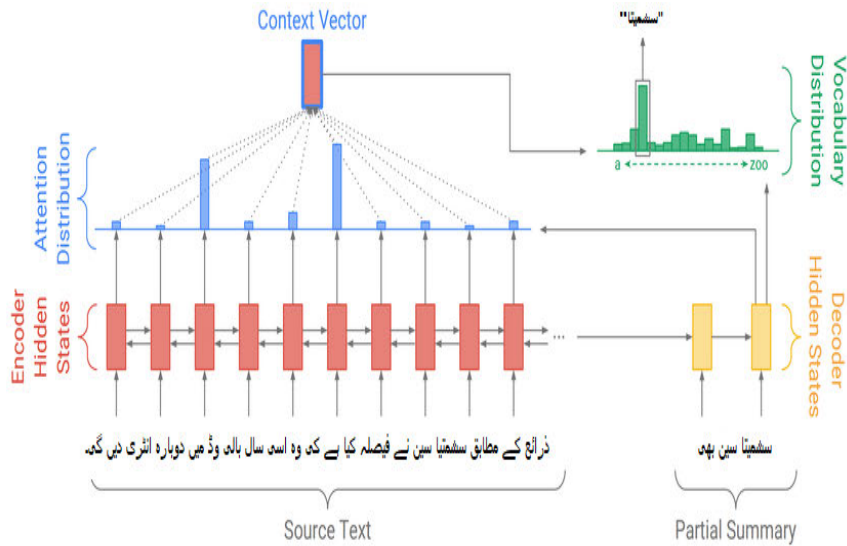 Context Vector
"سشمیتا"
Vocabulary
Distribution
a
zoo
Attention
Distribution
Encoder
Hidden
States
...
Decoder
Hidden States
ذرائع کے مطابق سشمتیا سین نے فیصلہ کیا ہے کی وہ اسی سال بالی وڈ میں دوبارہ انٹری دیں گی۔
سشمیتا سین بھی
Source Text
Partial Summary